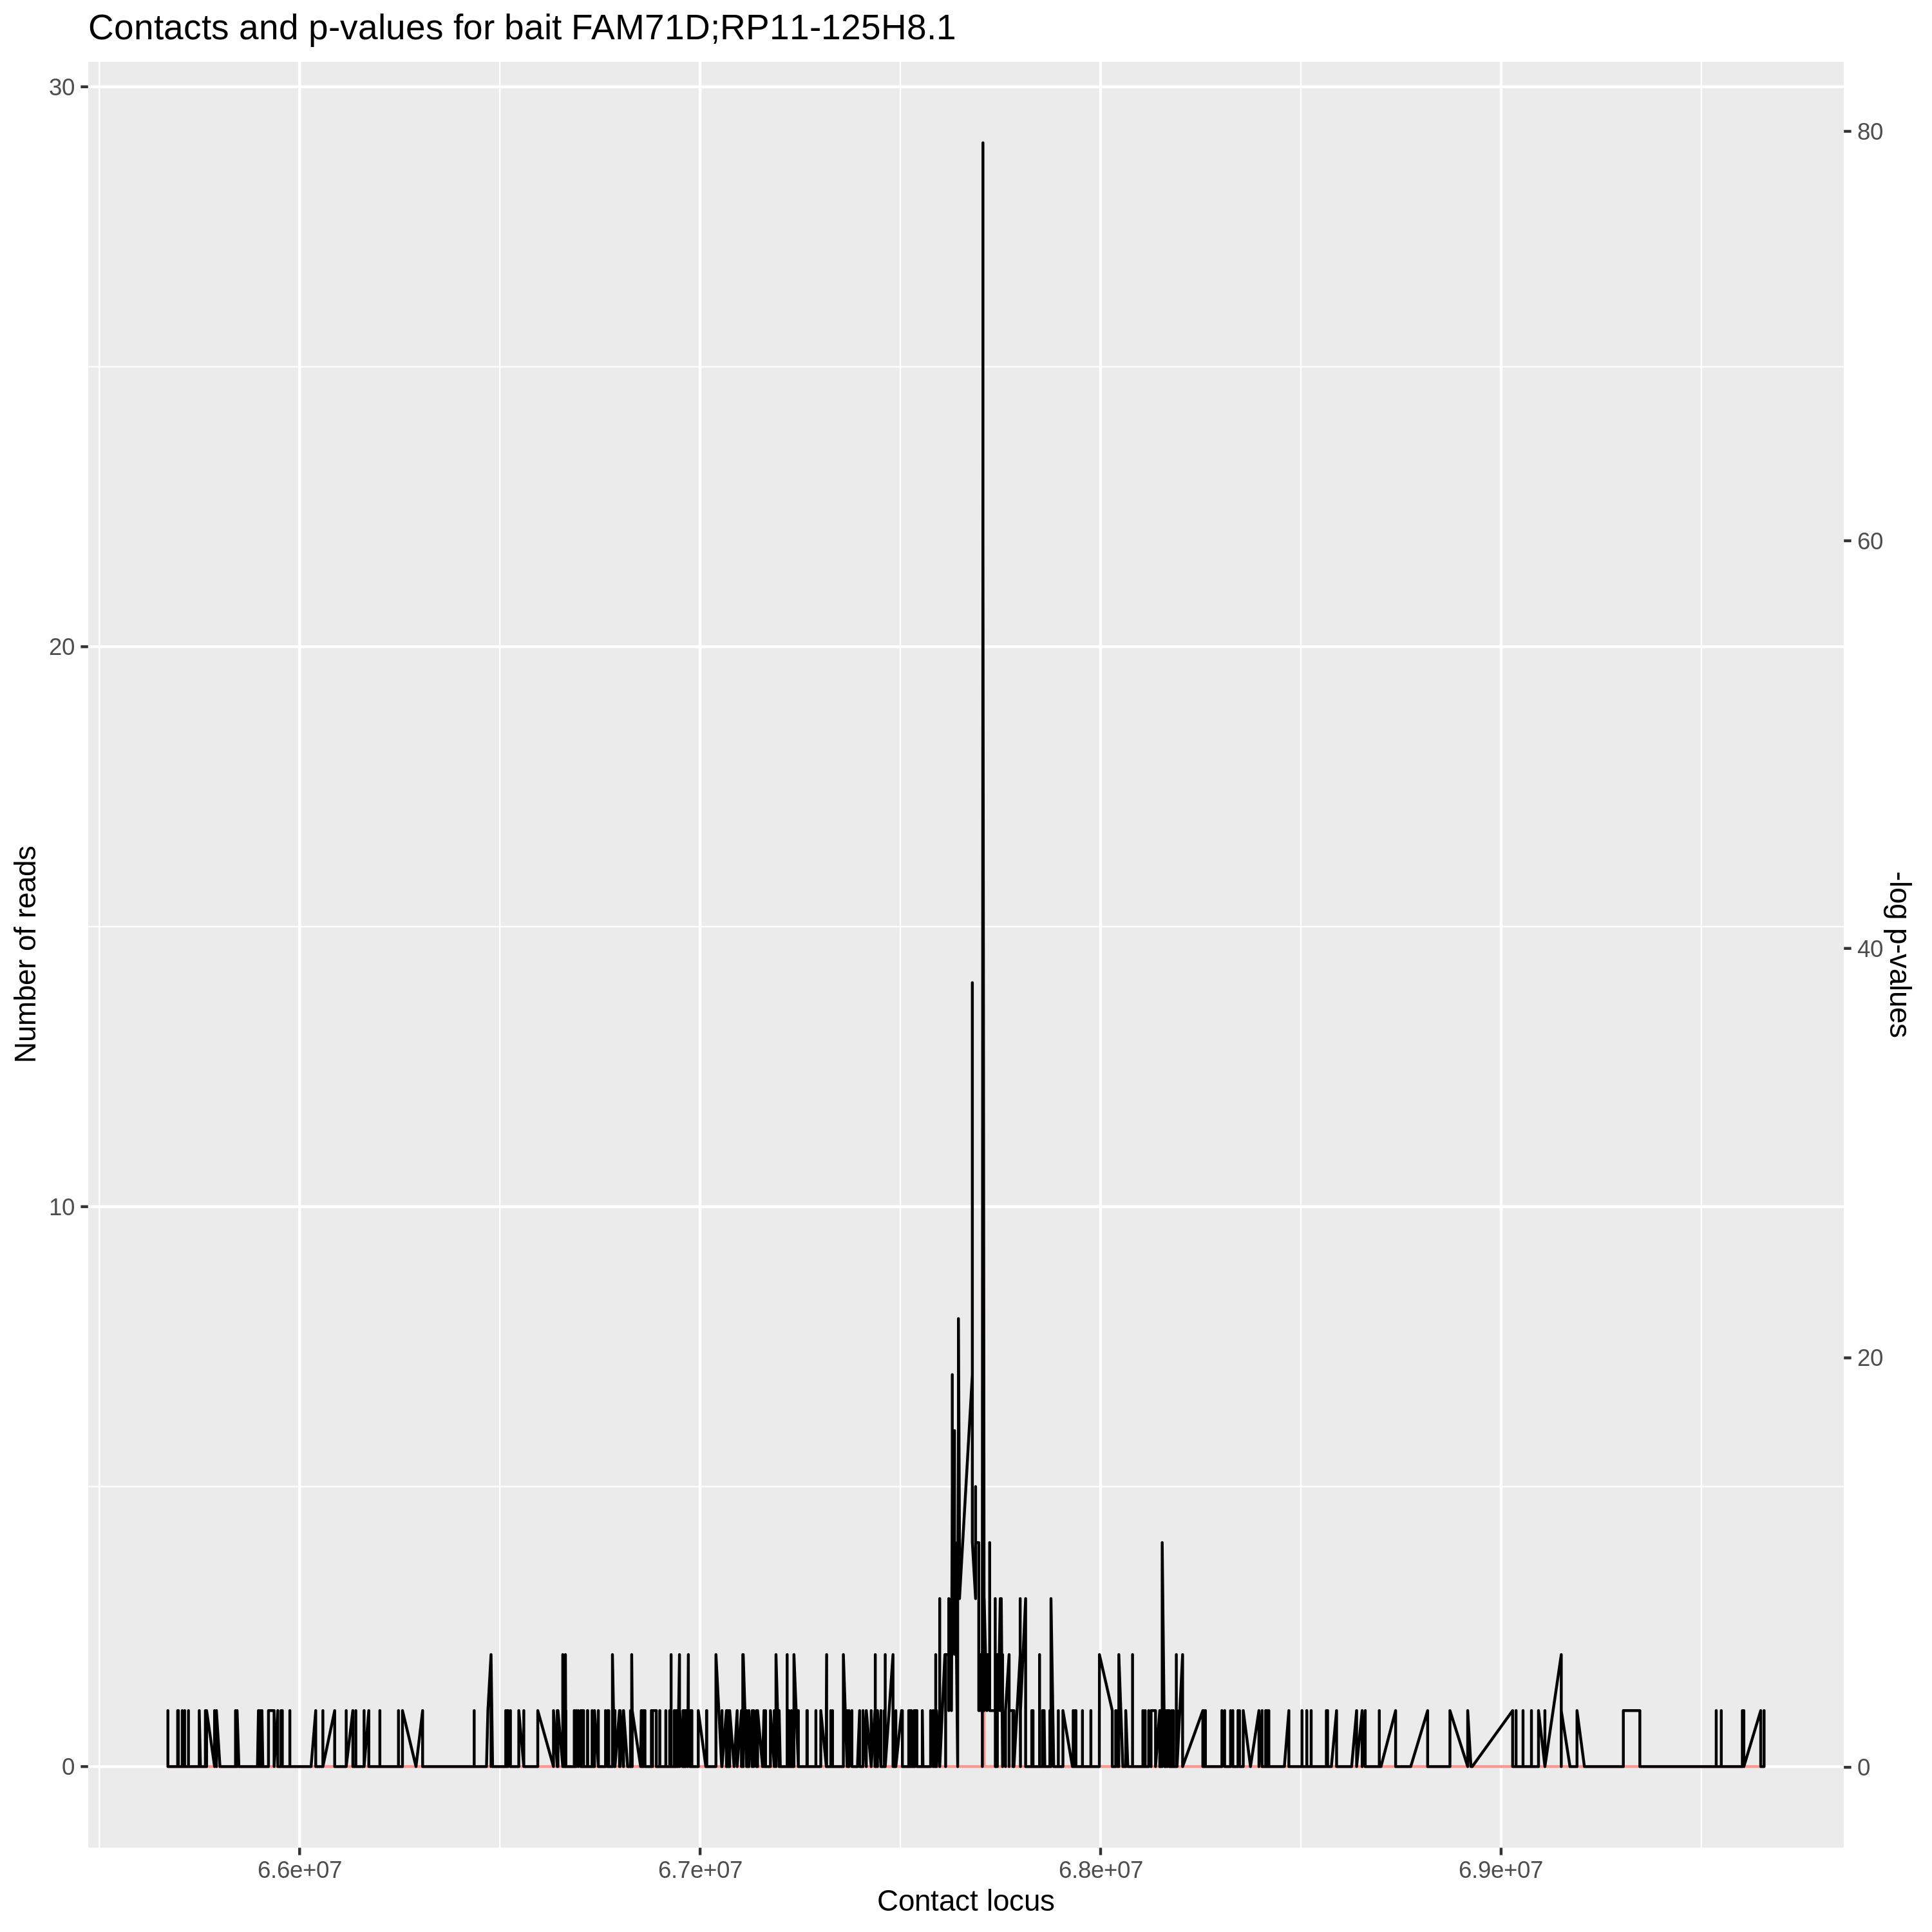 Contacts and p-values for bait FAM71D;RP11-125H8.1
30
20
10
0
Number of reads
80
60
40
20
0
-log p-values
6.6e+07 6.7e+07 6.8e+07 6.9e+07
Contact locus